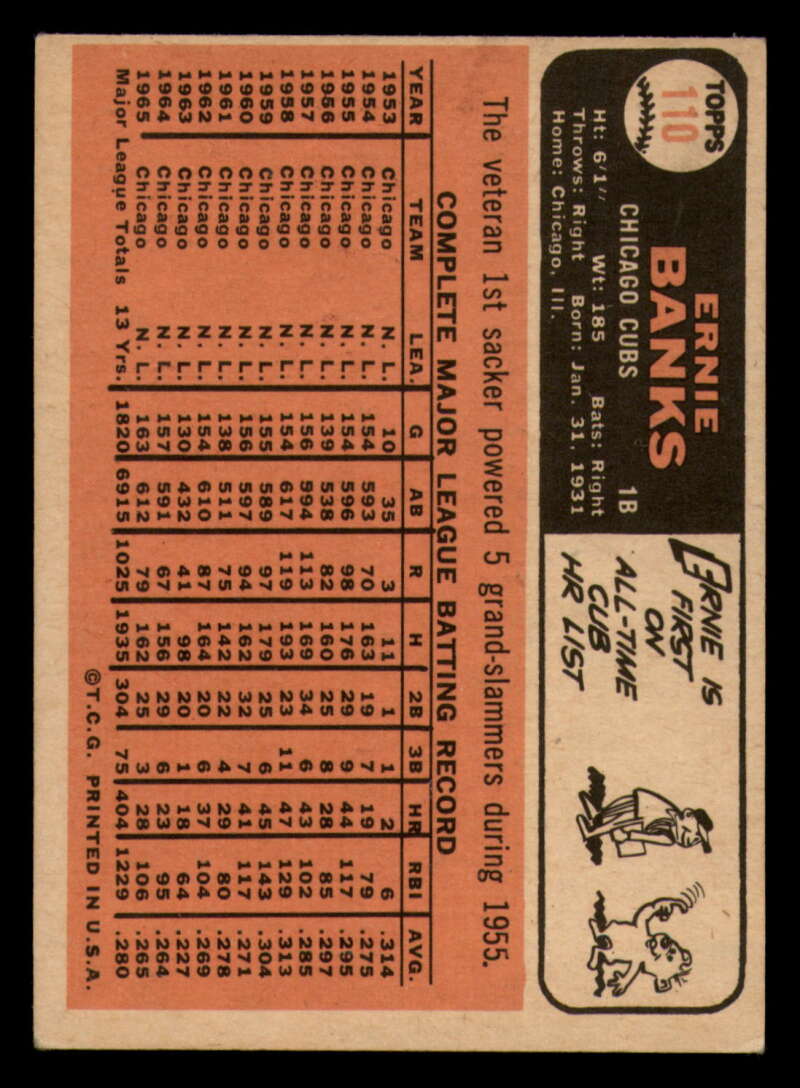 TOPPS
110
ERNIE
BANKS
CHICAGO CUBS 1B
Ht: 6'1" Wt: 185 Bats: Right
Throws: Right Born: Jan. 31, 1931
Home: Chicago, Ill.
ERNIE IS
FIRST
ON
ALL-TIME
CUB
HR LIST
The veteran 1st sacker powered 5 grand-slammers during 1955.
COMPLETE MAJOR LEAGUE BATTING RECORD
YEAR TEAM LEA. G AB R H 2B 3B HR RBI AVG.
1953 Chicago N. L. 10 35 3 11 1 1 2 6 .314
1954 Chicago N. L. 154 593 70 163 19 7 19 79 .275
1955 Chicago N. L. 154 596 98 176 29 9 44 117 .295
1956 Chicago N. L. 139 538 82 160 25 8 28 85 .297
1957 Chicago N. L. 156 594 113 169 34 6 43 102 .285
1958 Chicago N. L. 154 617 119 193 23 11 47 129 .313
1959 Chicago N. L. 155 589 97 179 25 6 45 143 .304
1960 Chicago N. L. 156 597 94 162 32 7 41 117 .271
1961 Chicago N. L. 138 511 75 142 22 4 29 80 .278
1962 Chicago N. L. 154 610 87 164 20 6 37 104 .269
1963 Chicago N. L. 130 432 41 98 20 1 18 64 .227
1964 Chicago N. L. 157 591 67 156 29 6 23 95 .264
1965 Chicago N. L. 163 612 79 162 25 3 28 106 .265
Major League Totals 13 Yrs. 1820 6915 1025 1935 304 75 404 1229 .280
©T.C.G. PRINTED IN U.S.A.